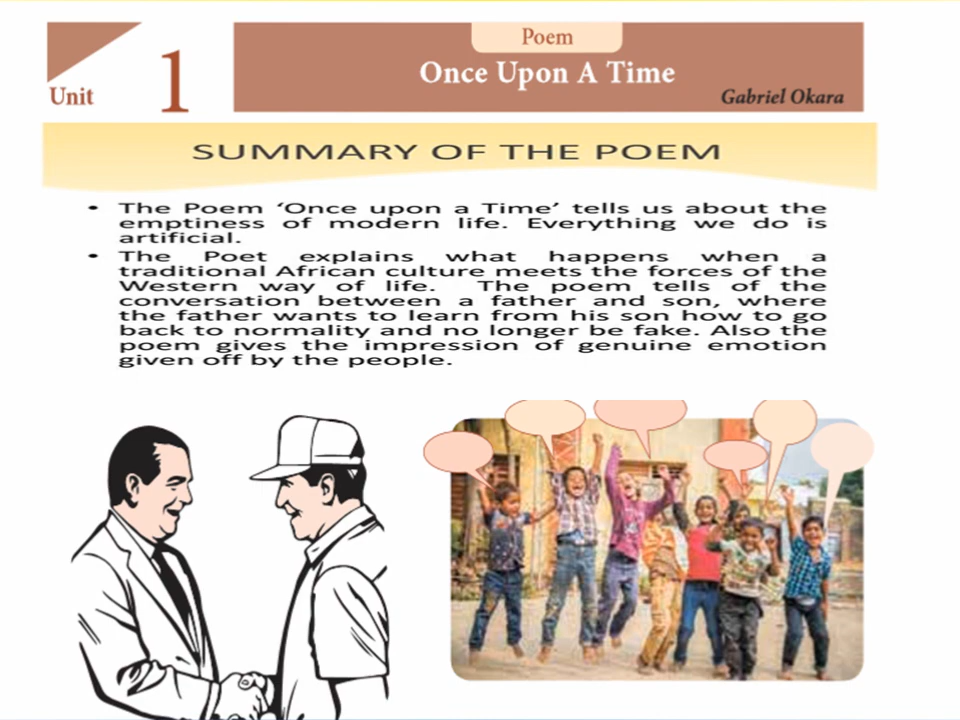 Poem
Once Upon A Time
Unit 1
Gabriel Okara
SUMMARY OF THE POEM
• The Poem ‘Once upon a Time’ tells us about the
emptiness of modern life. Everything we do is
artificial.
• The Poet explains what happens when a
traditional African culture meets the forces of the
Western way of life. The poem tells of the
conversation between a father and son, where
the father wants to learn from his son how to go
back to normality and no longer be fake. Also the
poem gives the impression of genuine emotion
given off by the people.